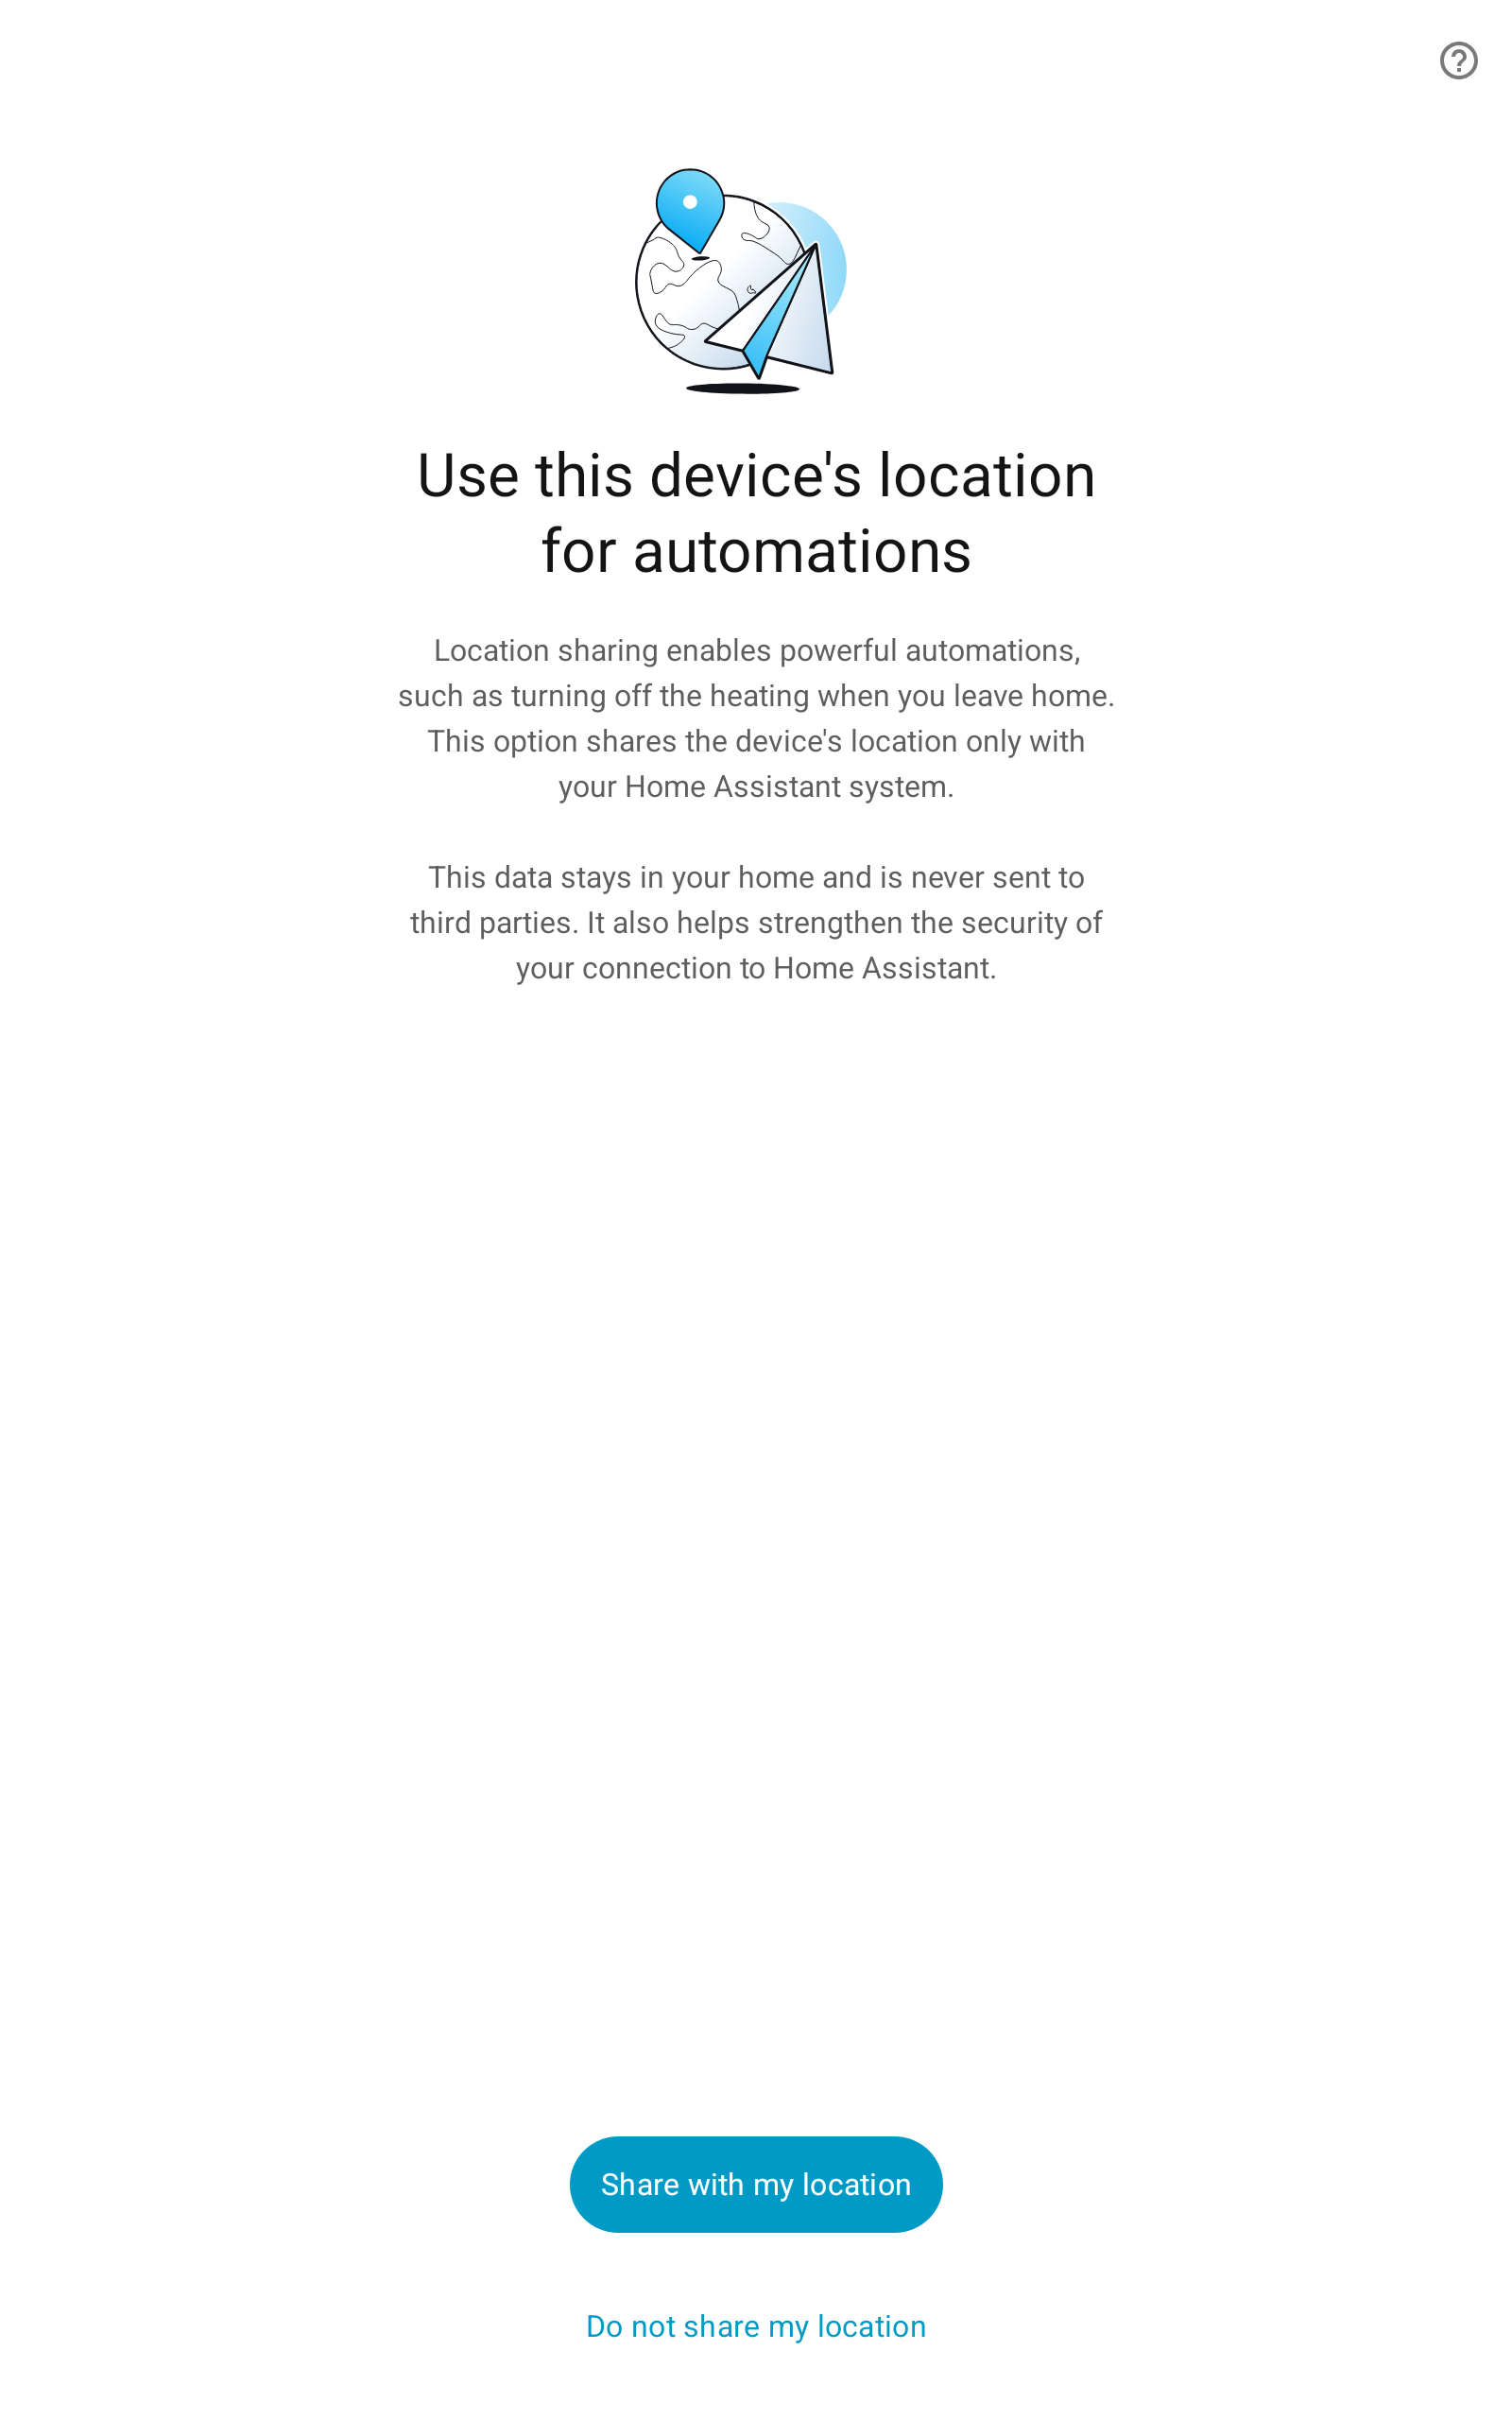 Use this device's location
for automations
Location sharing enables powerful automations,
such as turning off the heating when you leave home.
This option shares the device's location only with
your Home Assistant system.
This data stays in your home and is never sent to
third parties. It also helps strengthen the security of
your connection to Home Assistant.
Share with my location
Do not share my location